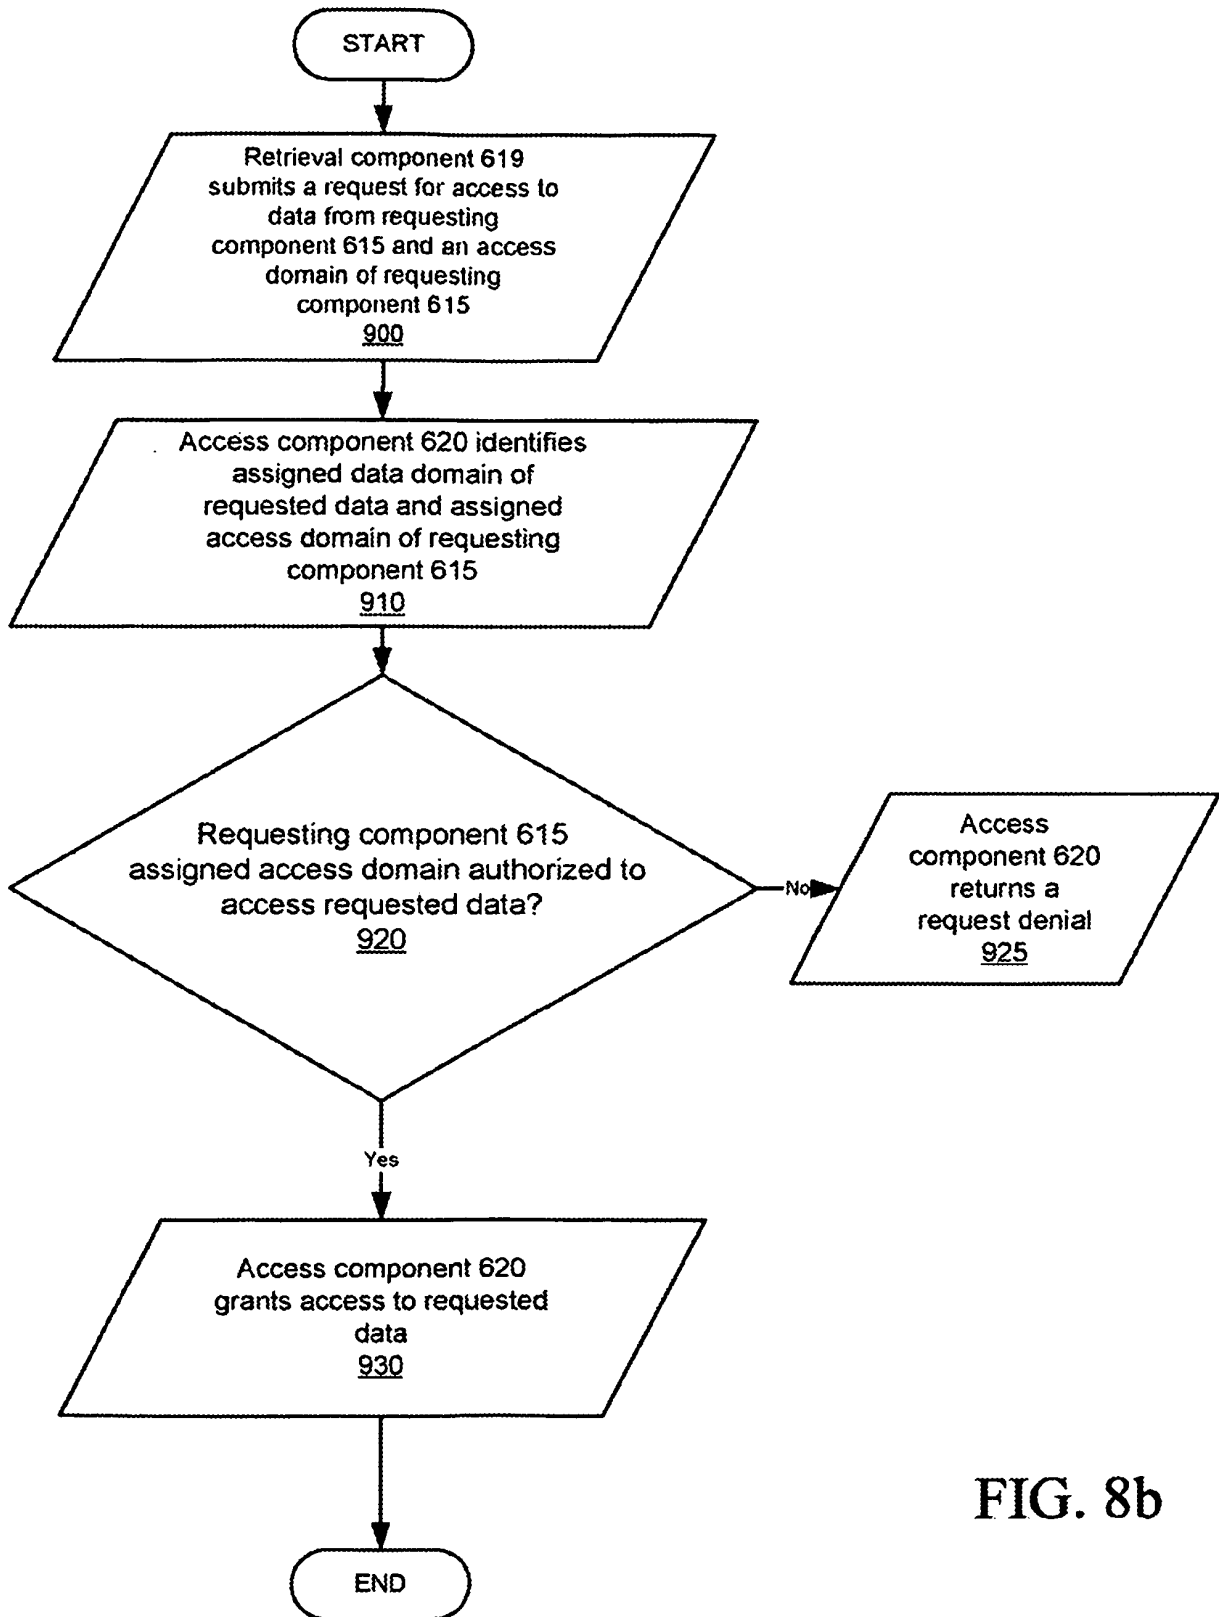 START
Retrieval component 619
submits a request for access to
data from requesting
component 615 and an access
domain of requesting
component 615
900
Access component 620 identifies
assigned data domain of
requested data and assigned
access domain of requesting
component 615
910
Requesting component 615
assigned access domain authorized to
access requested data?
920
No
Access
component 620
returns a
request denial
925
Yes
Access component 620
grants access to requested
data
930
END
FIG. 8b